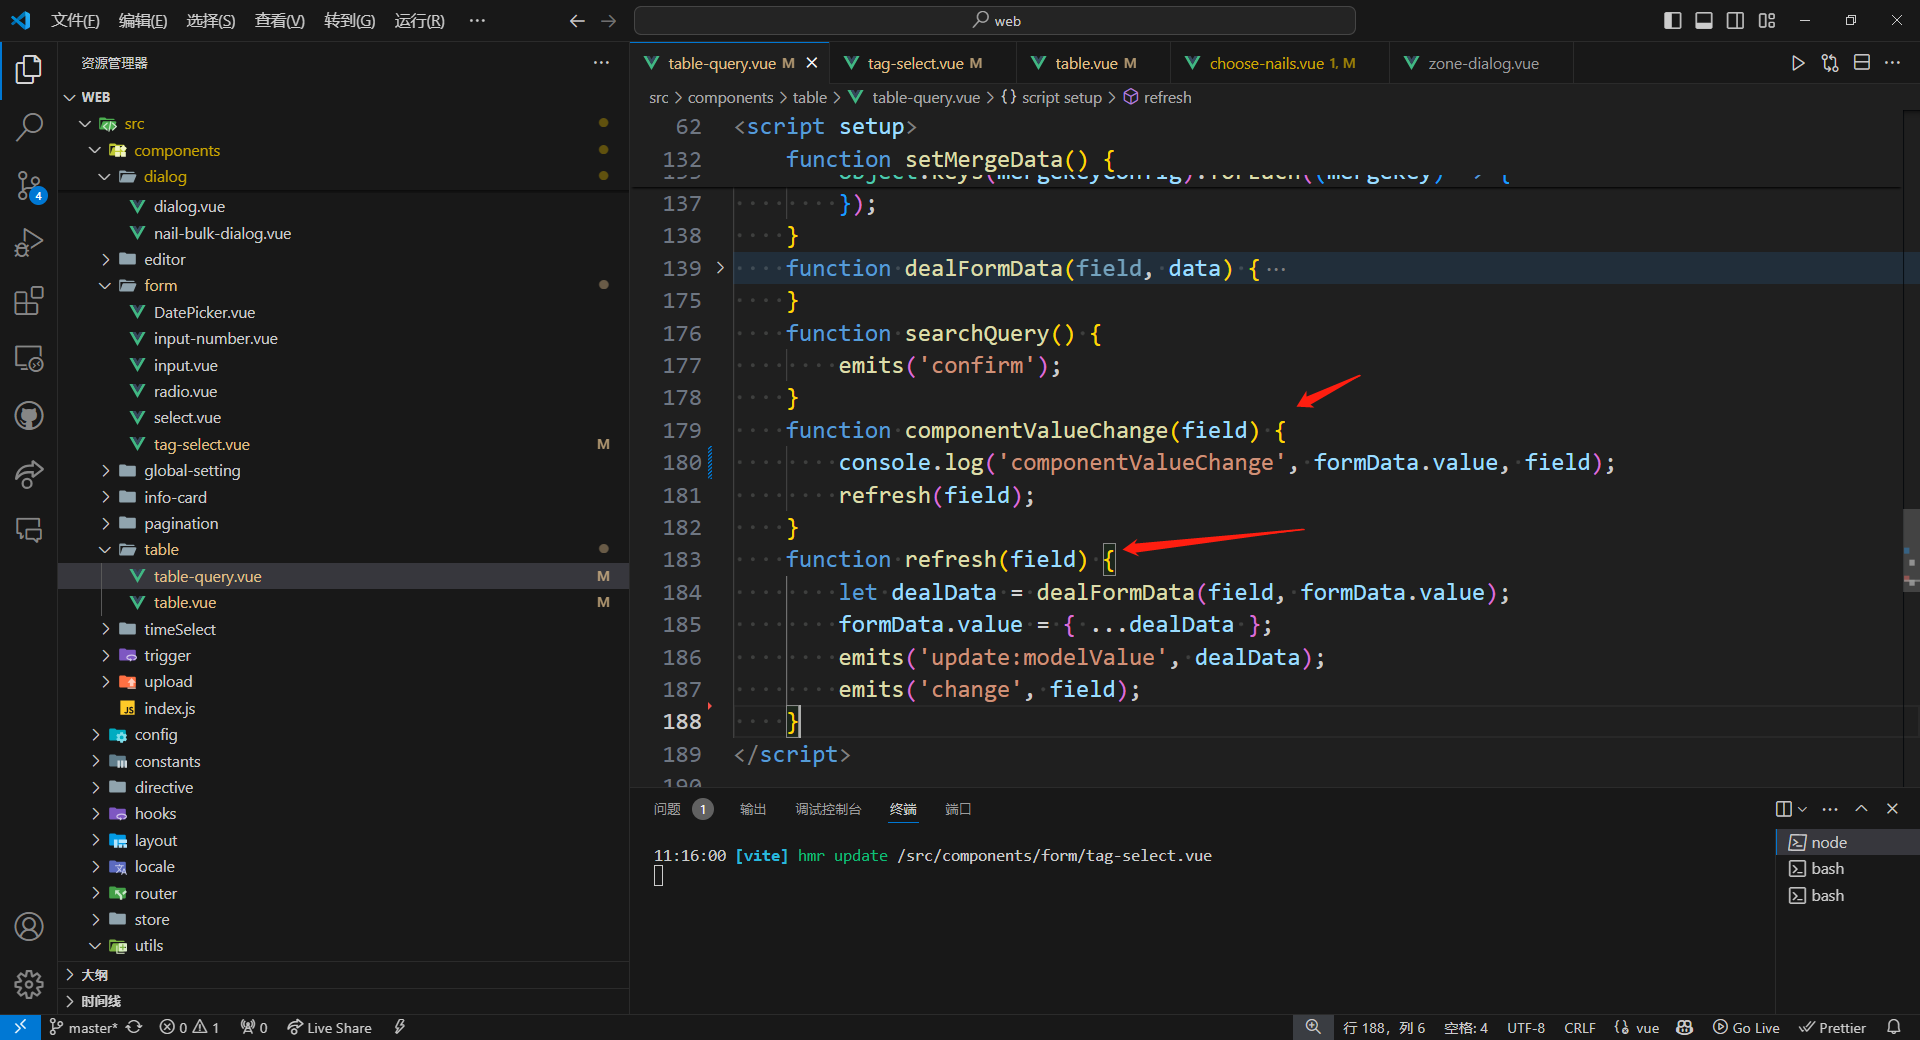 文件(F) 编辑(E) 选择(S) 查看(V) 转到(G) 运行(R) ··· web
资源管理器 ···
WEB
src
components
dialog
dialog.vue
nail-bulk-dialog.vue
editor
form
DatePicker.vue
input-number.vue
input.vue
radio.vue
select.vue
tag-select.vue M
global-setting
info-card
pagination
table
table-query.vue M
table.vue M
timeSelect
trigger
upload
index.js
config
constants
directive
hooks
layout
locale
router
store
utils
大纲
时间线
4
table-query.vue M tag-select.vue M table.vue M choose-nails.vue 1, M zone-dialog.vue
src > components > table > table-query.vue > {} script setup > refresh
62 <script setup>
132 function setMergeData() {
137 });
138 }
139 function dealFormData(field, data) {···
175 }
176 function searchQuery() {
177 emits('confirm');
178 }
179 function componentValueChange(field) {
180 console.log('componentValueChange', formData.value, field);
181 refresh(field);
182 }
183 function refresh(field) {
184 let dealData = dealFormData(field, formData.value);
185 formData.value = { ...dealData };
186 emits('update:modelValue', dealData);
187 emits('change', field);
188 }
189 </script>
190
问题 1 输出 调试控制台 终端 端口
11:16:00 [vite] hmr update /src/components/form/tag-select.vue
node
bash
bash
master* 0 1 0 Live Share 行 188，列 6 空格: 4 UTF-8 CRLF {} vue Go Live Prettier